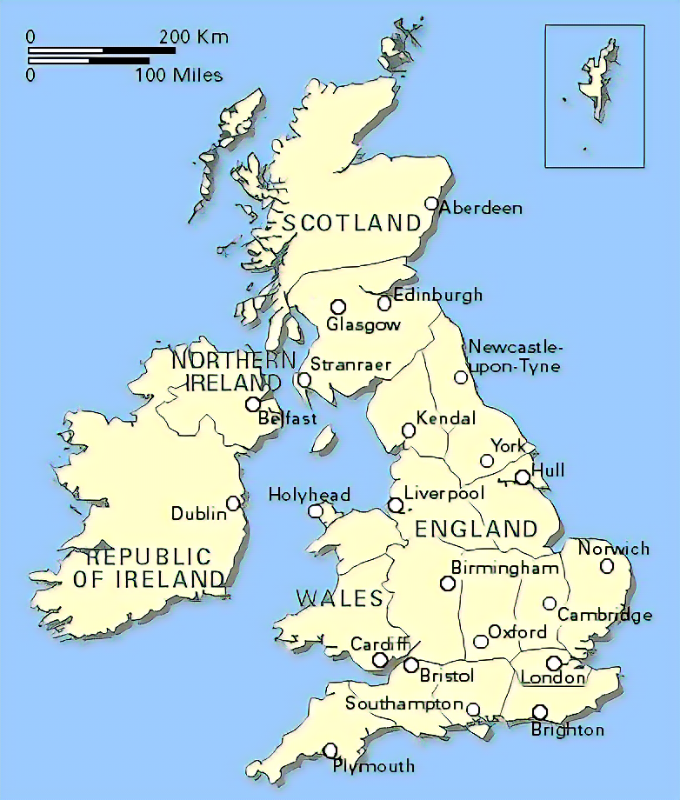 0 200 Km
0 100 Miles
Aberdeen
SCOTLAND
Edinburgh
Glasgow
Newcastle-
upon-Tyne
NORTHERN
IRELAND
Stranraer
Belfast
Kendal
York
Hull
Holyhead
Liverpool
Dublin
ENGLAND
Norwich
REPUBLIC
OF IRELAND
Birmingham
WALES
Cambridge
Oxford
Cardiff
Bristol
London
Southampton
Brighton
Plymouth